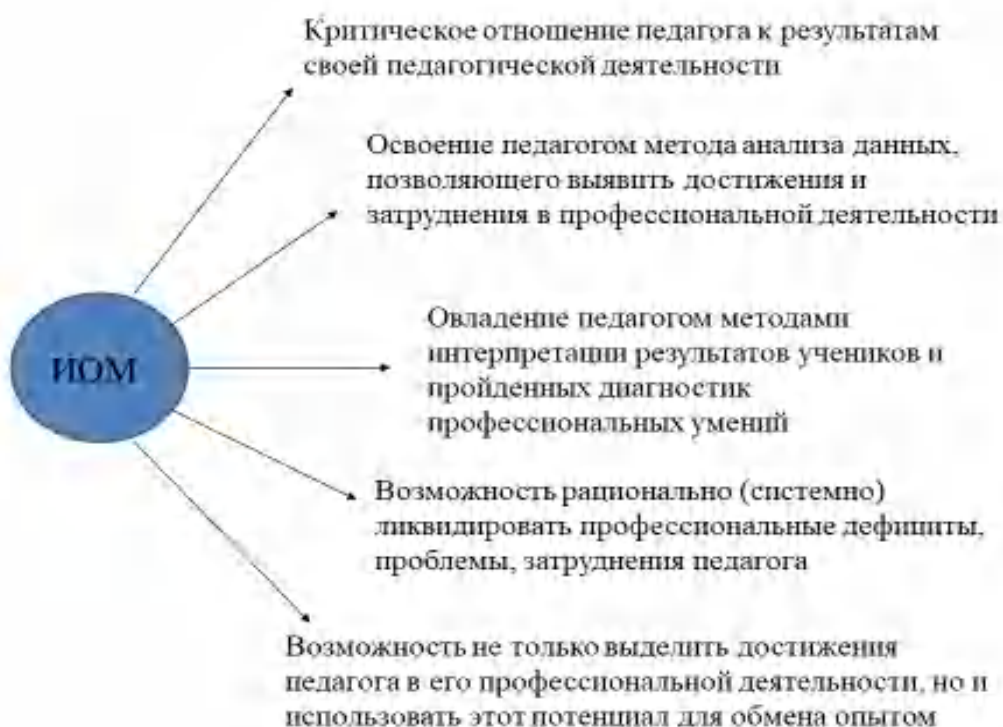 Критическое отношение педагога к результатам
своей педагогической деятельности
Освоение педагогом метода анализа данных,
позволяющего выявить достижения и
затруднения в профессиональной деятельности
ИОМ
Овладение педагогом методами
интерпретации результатов учеников и
пройденных диагностик
профессиональных умений
Возможность рационально (системно)
ликвидировать профессиональные дефициты,
проблемы, затруднения педагога
Возможность не только выделить достижения
педагога в его профессиональной деятельности, но и
использовать этот потенциал для обмена опытом